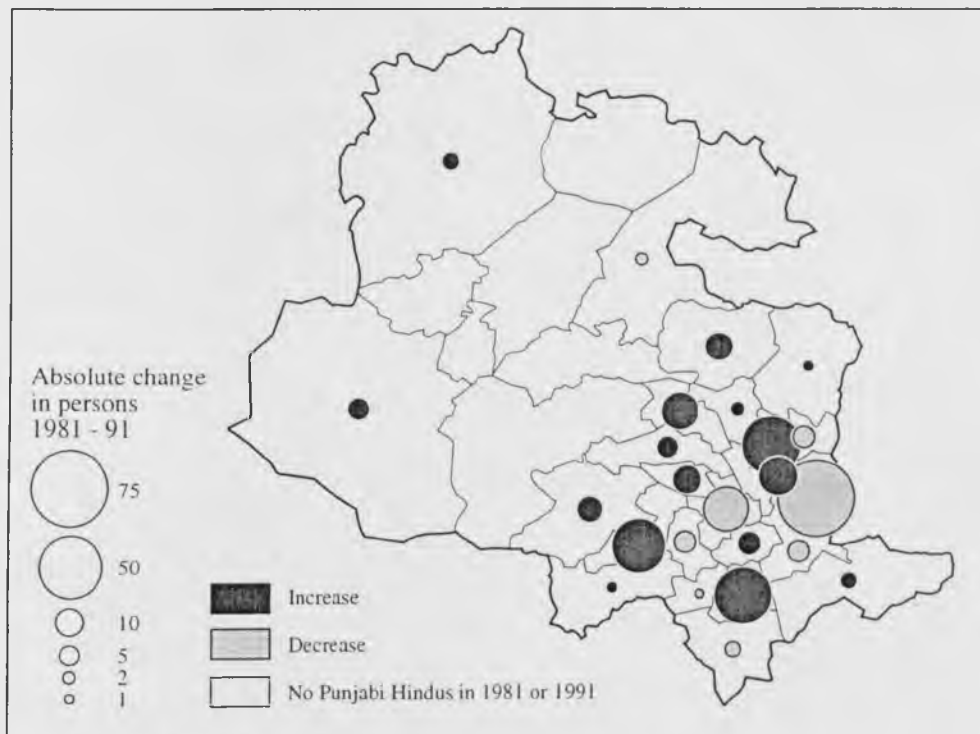 Absolute change
in persons
1981 - 91
75
50
10
5
2
1
Increase
Decrease
No Punjabi Hindus in 1981 or 1991